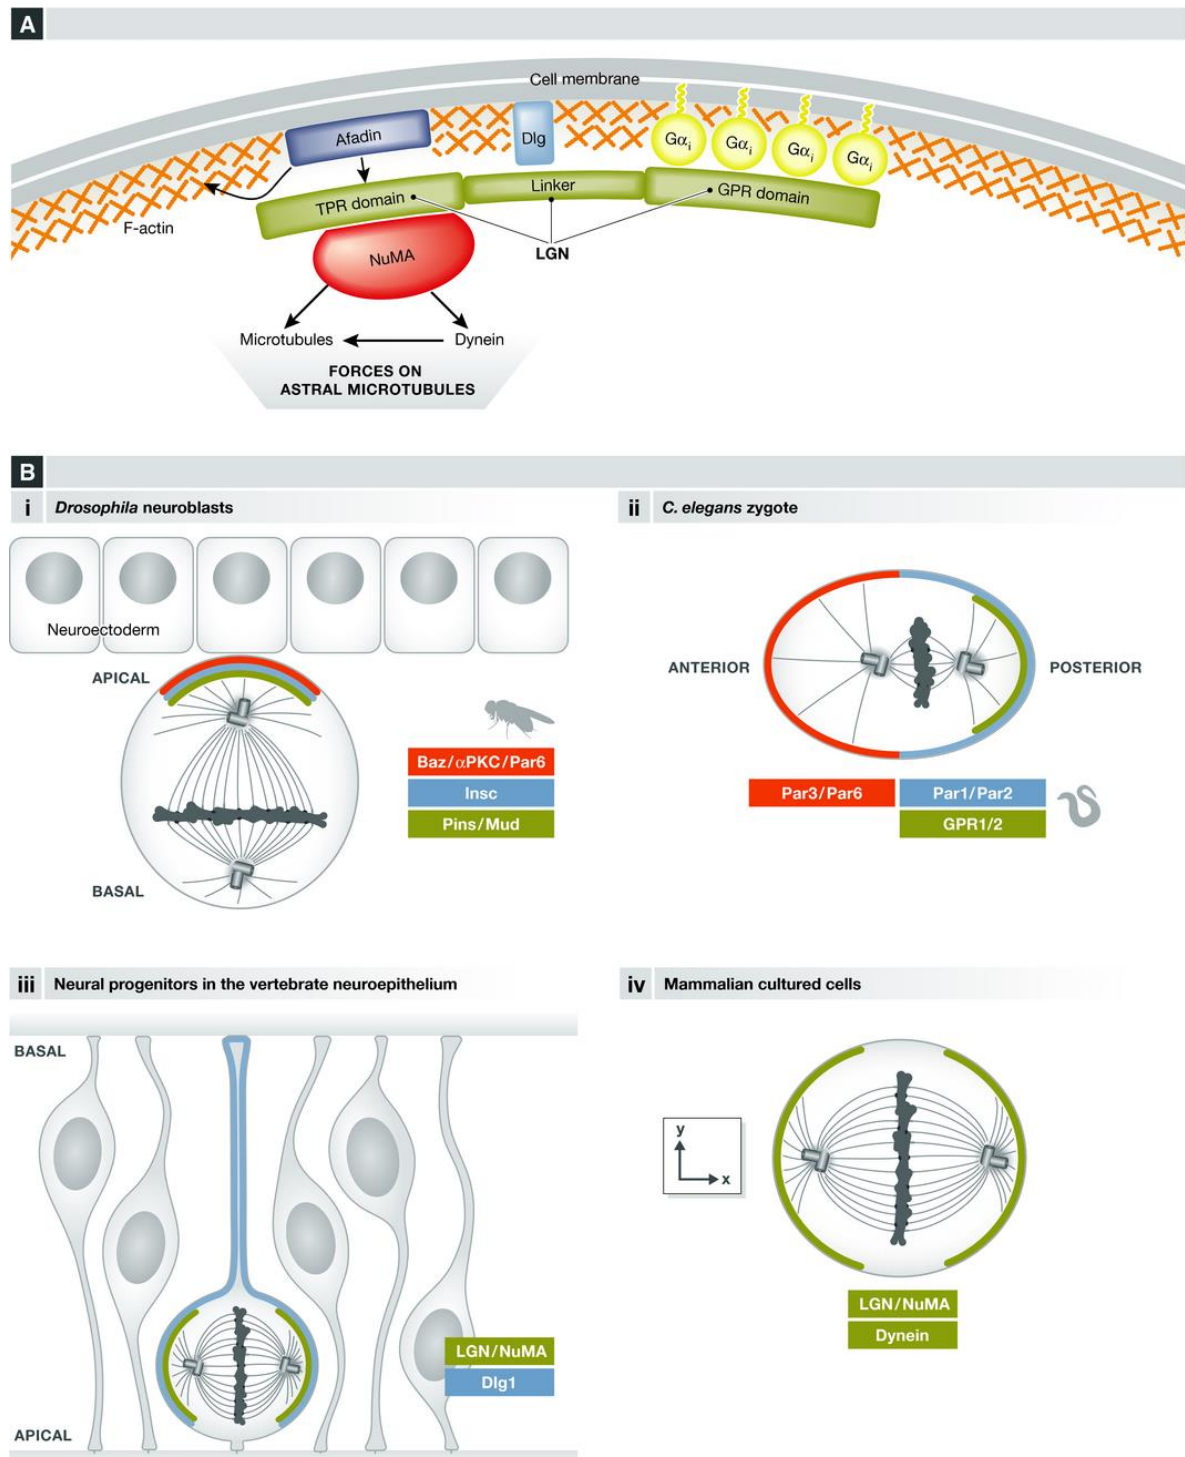 A
Cell membrane
Afadin
Dlg
Gαi
Gαi
Gαi
Gαi
TPR domain
Linker
GPR domain
F-actin
NuMA
LGN
Microtubules
Dynein
FORCES ON
ASTRAL MICROTUBULES
B
i
Drosophila neuroblasts
Neuroectoderm
APICAL
BASAL
Baz/αPKC/Par6
Insc
Pins/Mud
ii
C. elegans zygote
ANTERIOR
POSTERIOR
Par3/Par6
Par1/Par2
GPR1/2
iii
Neural progenitors in the vertebrate neuroepithelium
BASAL
LGN/NuMA
Dlg1
APICAL
iv
Mammalian cultured cells
y
x
LGN/NuMA
Dynein